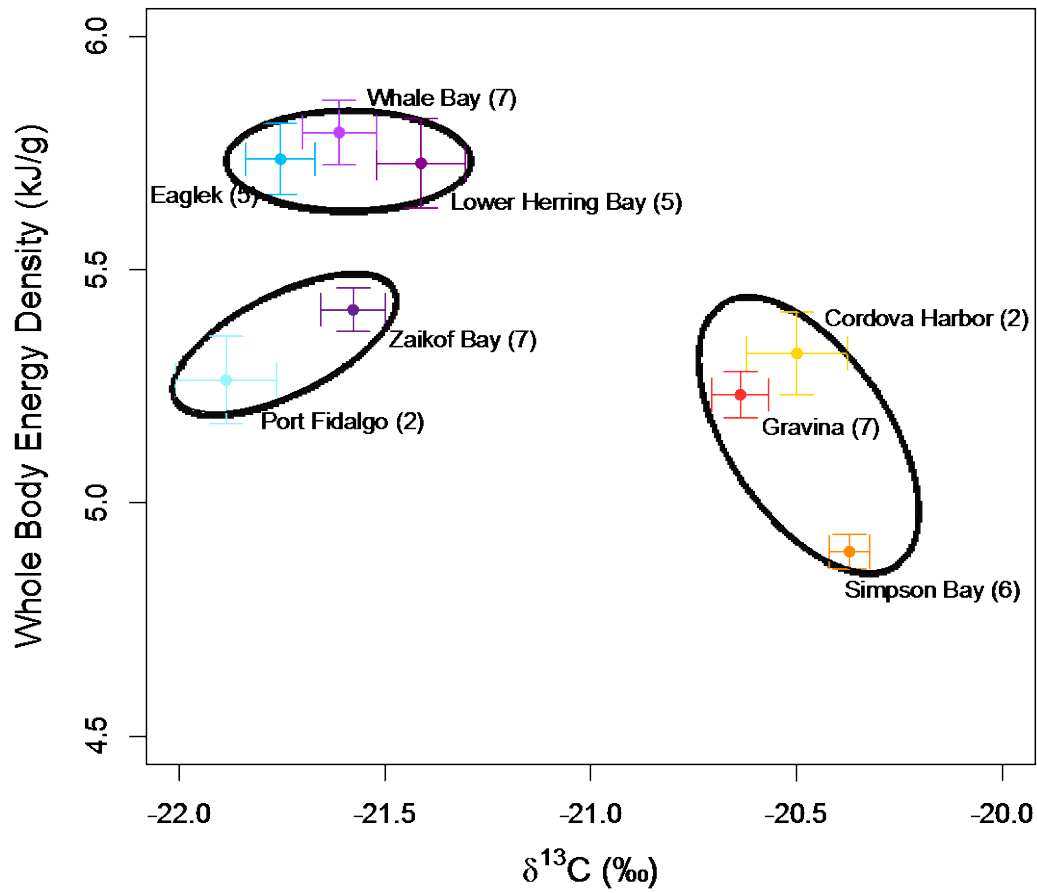 Whole Body Energy Density (kJ/g)
6.0
5.5
5.0
4.5
Whale Bay (7)
Eaglek (5)
Lower Herring Bay (5)
Zaikof Bay (7)
Port Fidalgo (2)
Cordova Harbor (2)
Gravina (7)
Simpson Bay (6)
-22.0 -21.5 -21.0 -20.5 -20.0
δ¹³C (‰)